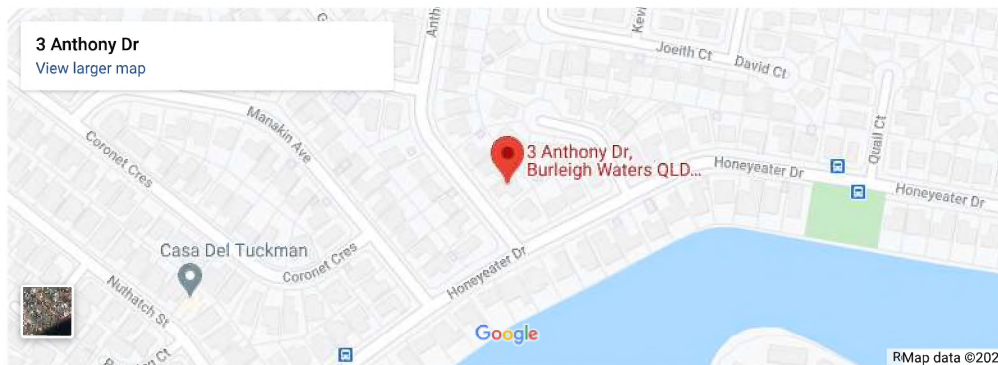 3 Anthony Dr
View larger map
Joeith Ct
David Ct
Manakin Ave
Coronet Cres
Quail Ct
3 Anthony Dr,
Burleigh Waters QLD...
Honeyeater Dr
Honeyeater Dr
Casa Del Tuckman
Coronet Cres
Honeyeater Dr
Nuthatch St
Google
Map data ©202